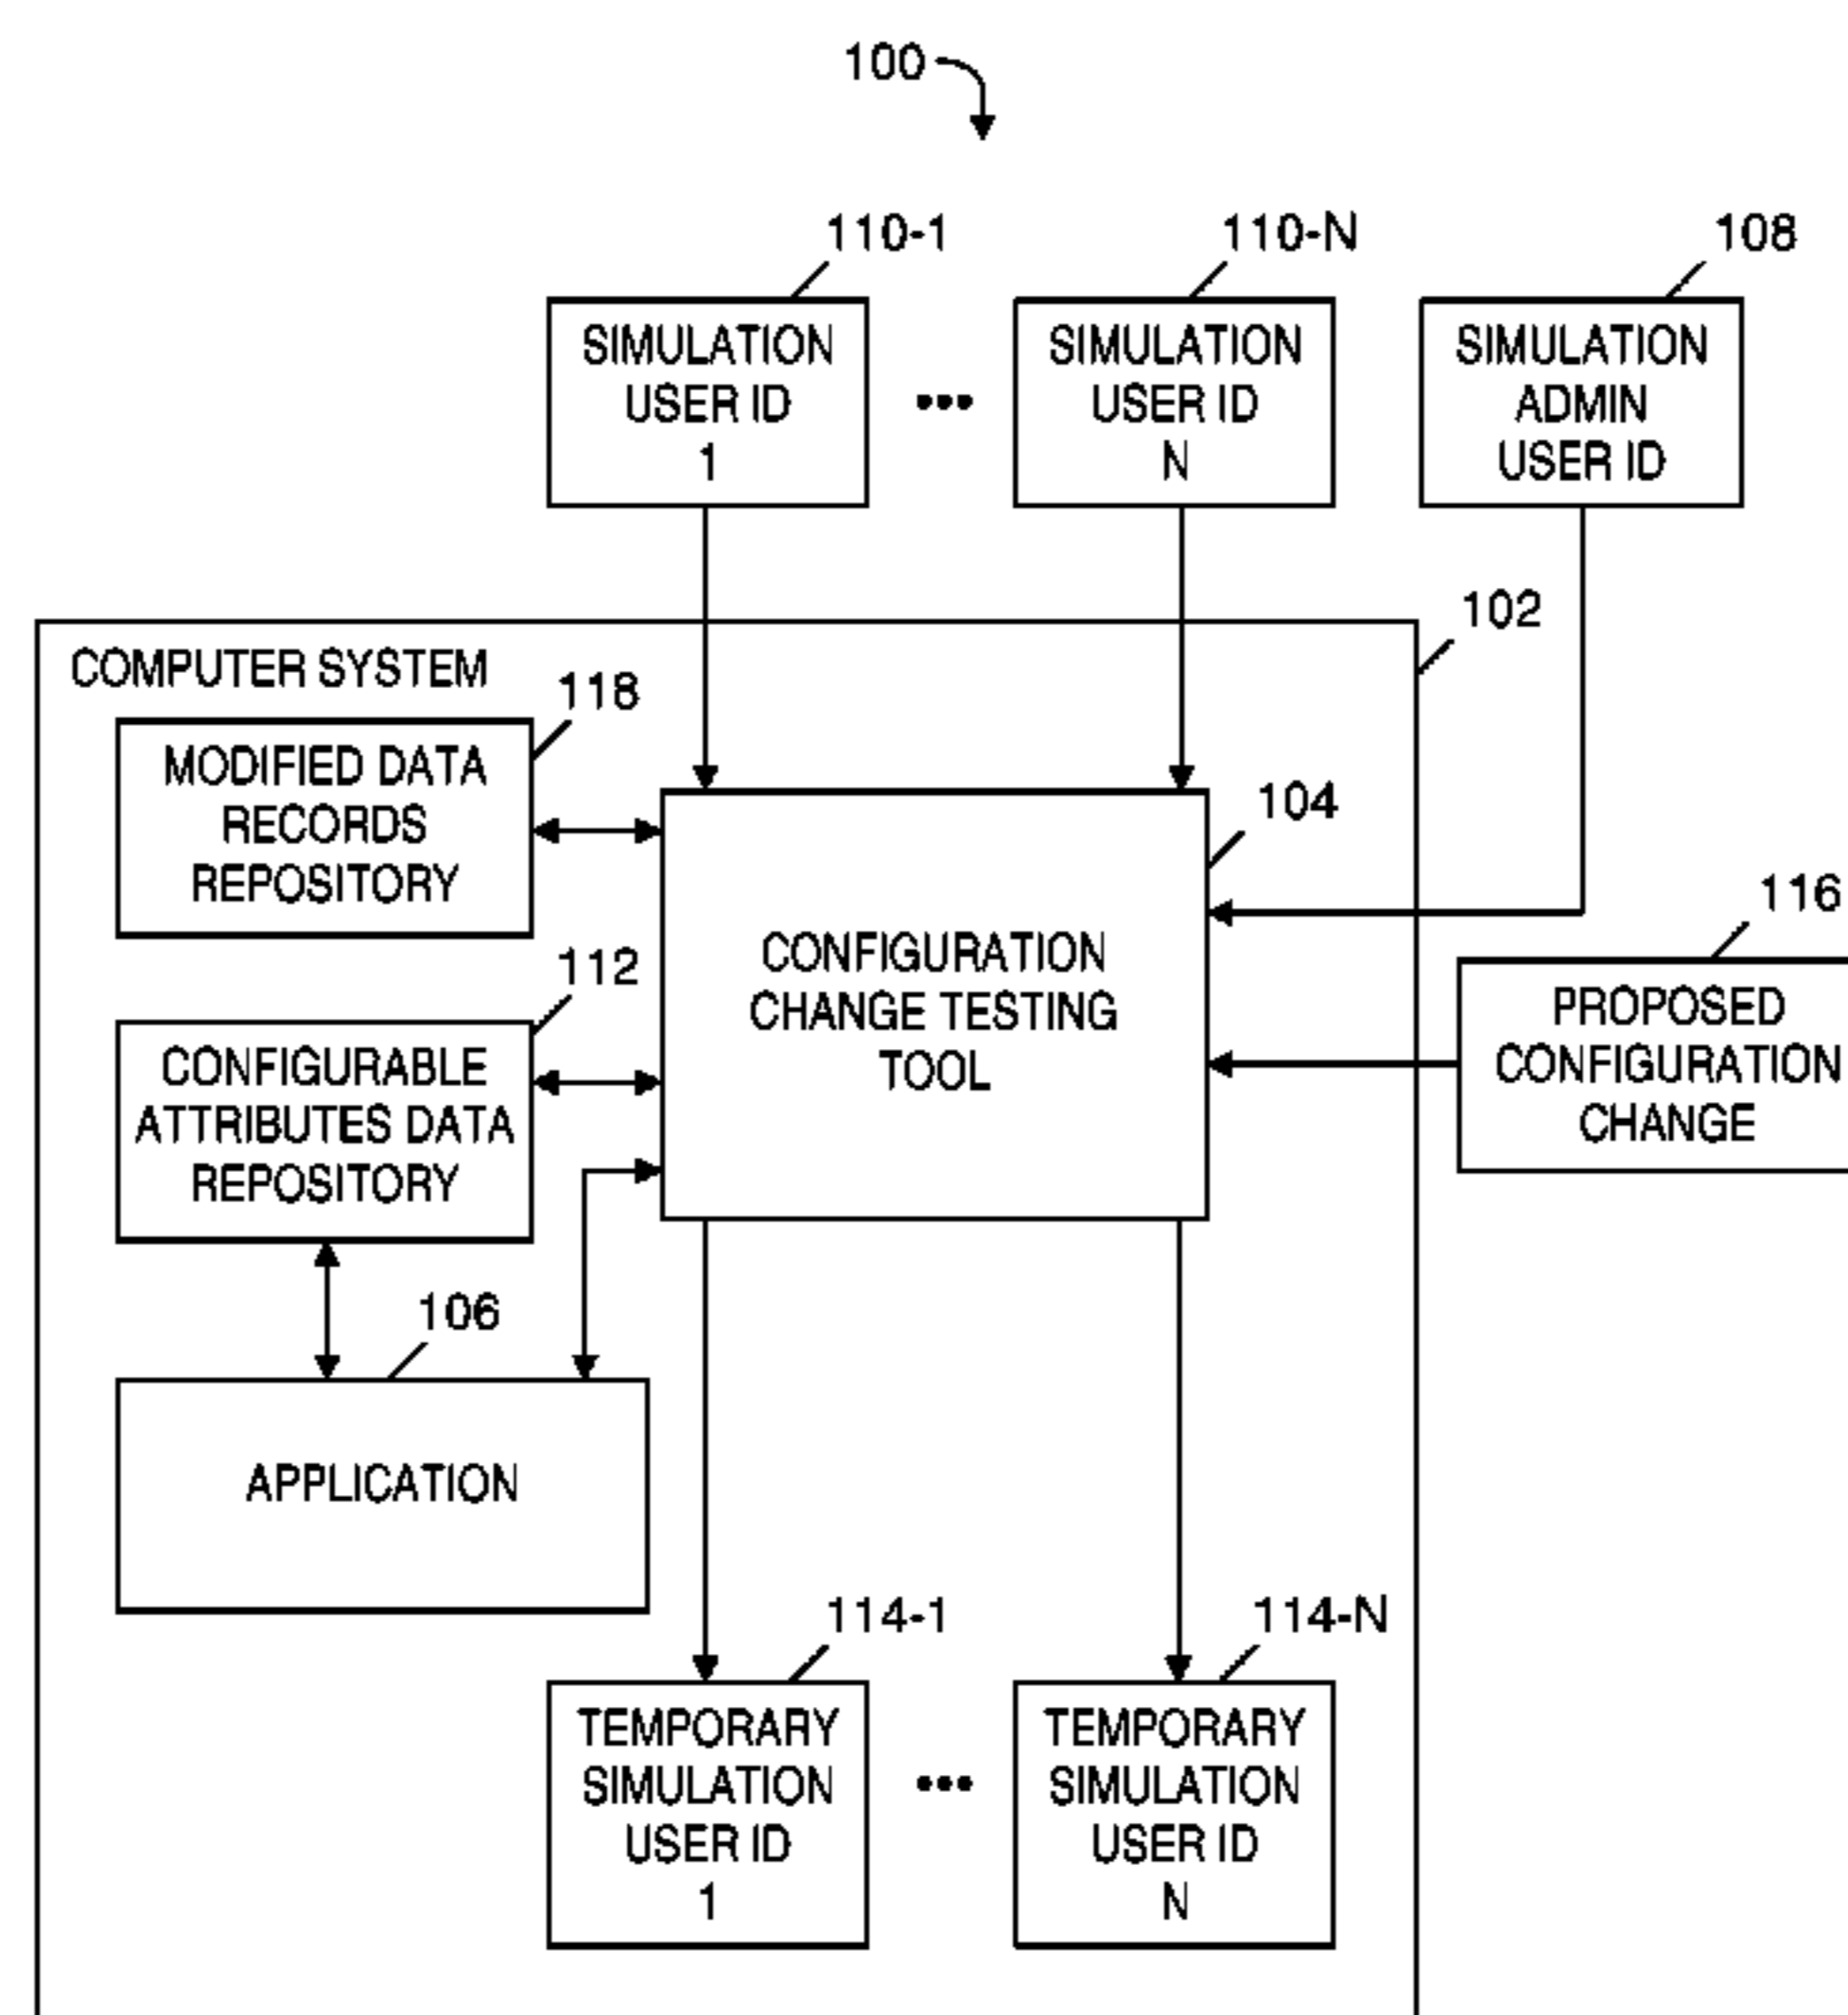 100
110-1
110-N
108
SIMULATION
USER ID
1
•••
SIMULATION
USER ID
N
SIMULATION
ADMIN
USER ID
102
COMPUTER SYSTEM
118
MODIFIED DATA
RECORDS
REPOSITORY
104
CONFIGURATION
CHANGE TESTING
TOOL
116
PROPOSED
CONFIGURATION
CHANGE
112
CONFIGURABLE
ATTRIBUTES DATA
REPOSITORY
106
APPLICATION
114-1
114-N
TEMPORARY
SIMULATION
USER ID
1
•••
TEMPORARY
SIMULATION
USER ID
N